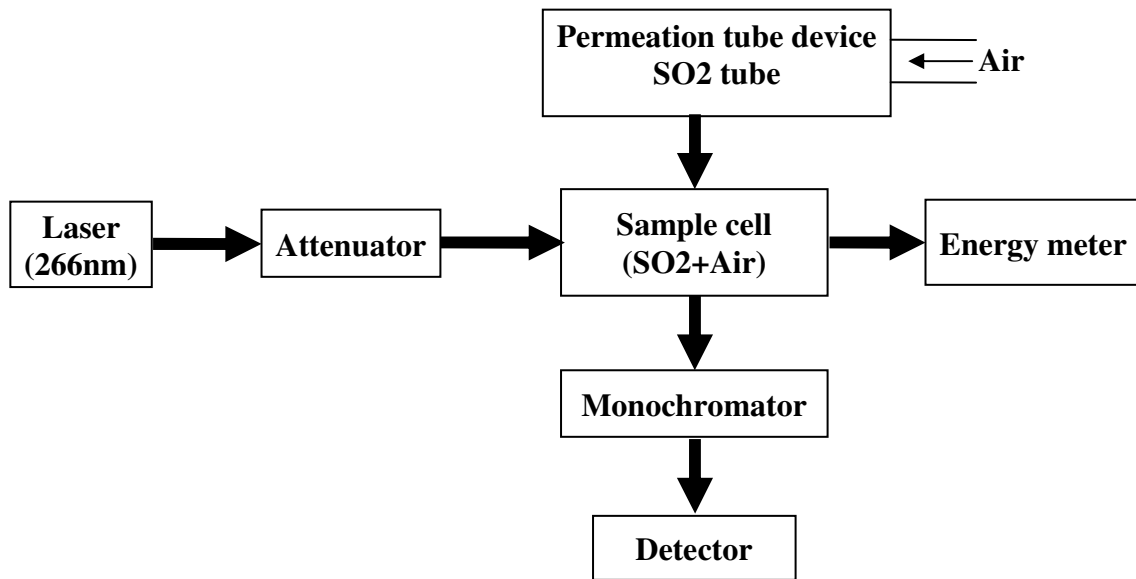 Permeation tube device
SO2 tube
Air
Laser
(266nm)
Attenuator
Sample cell
(SO2+Air)
Energy meter
Monochromator
Detector